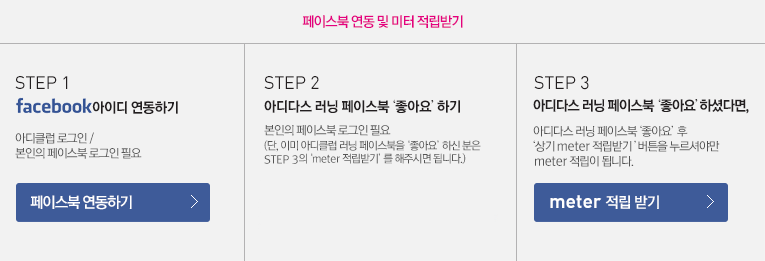 페이스북 연동 및 미터 적립받기
STEP 1
facebook아이디 연동하기
아디클럽 로그인 /
본인의 페이스북 로그인 필요
페이스북 연동하기
STEP 2
아디다스 러닝 페이스북 '좋아요' 하기
본인의 페이스북 로그인 필요
(단, 이미 아디클럽 러닝 페이스북을 '좋아요' 하신 분은
STEP 3의 'meter 적립받기' 를 해주시면 됩니다.)
STEP 3
아디다스 러닝 페이스북 '좋아요' 하셨다면,
아디다스 러닝 페이스북 '좋아요' 후
'상기 meter 적립받기' 버튼을 누르셔야만
meter 적립이 됩니다.
meter 적립 받기